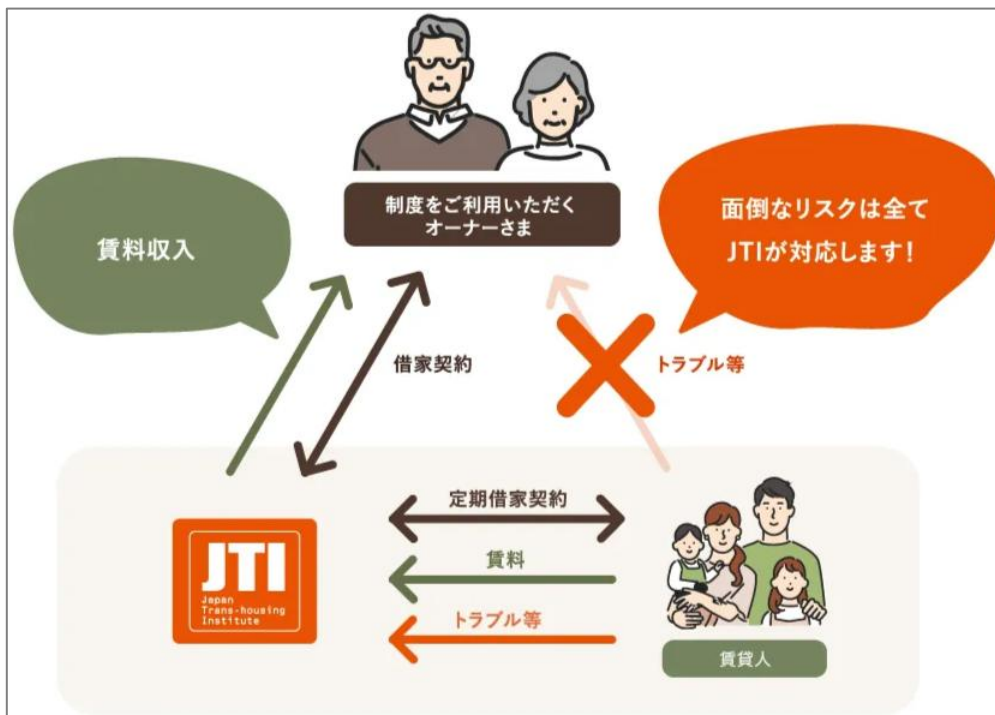 制度をご利用いただく
オーナーさま
賃料収入
面倒なリスクは全て
JTIが対応します！
借家契約
トラブル等
定期借家契約
賃料
トラブル等
JTI
Japan
Trans-housing
Institute
賃貸人